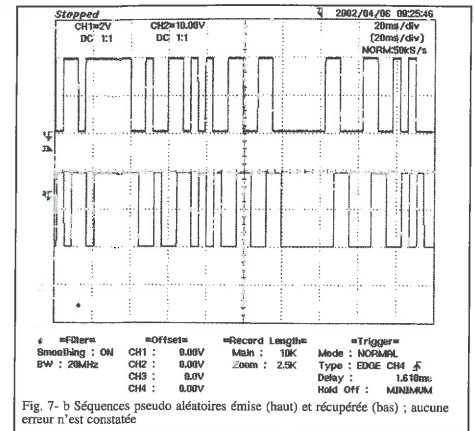 Stopped 2002/04/06 09:25:46
CH1=2V CH2=10.00V 20ms/div
DC 1:1 DC 1:1 (20ms/div)
NORM:50kS/s
=Filter= =Offset= =Record Length= =Trigger=
Smoothing : ON CH1 : 0.00V Main : 10K Mode : NORMAL
BW : 20MHz CH2 : 0.00V Zoom : 2.5K Type : EDGE CH4
CH3 : 0.0V Delay : 1.610ms
CH4 : 0.00V Hold Off : MINIMUM
Fig. 7- b Séquences pseudo aléatoires émise (haut) et récupérée (bas) ; aucune
erreur n'est constatée